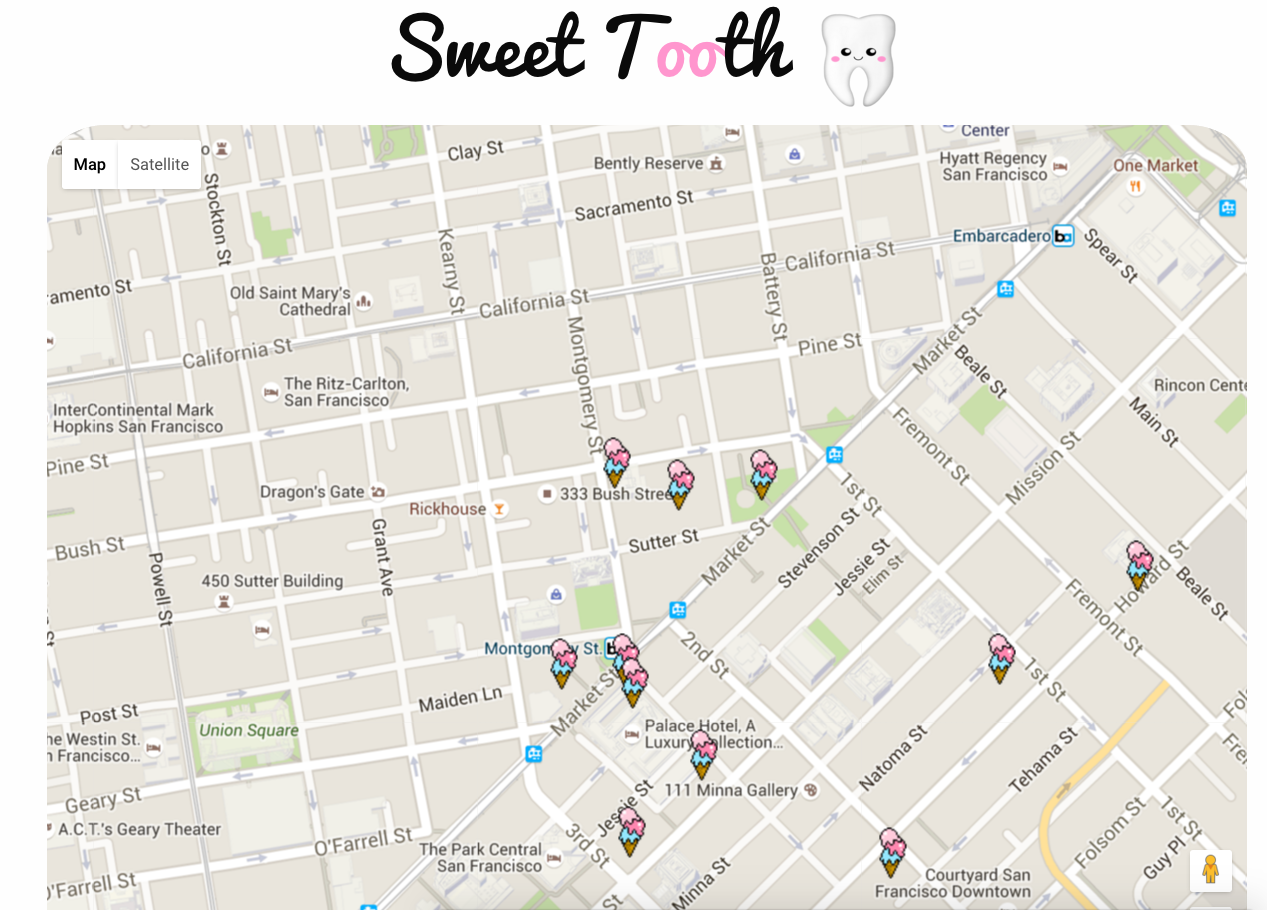 Sweet Tooth
Map
Satellite
Clay St
Center
Bently Reserve
Hyatt Regency
San Francisco
One Market
Stockton St
Sacramento St
Embarcadero
Spear St
Kearny St
California St
Battery St
ramento St
Old Saint Mary's
Cathedral
California St
California St
Montgomery St
Pine St
Market St
Beale St
The Ritz-Carlton,
San Francisco
Rincon Cente
InterContinental Mark
Hopkins San Francisco
Main St
Fremont St
Mission St
Pine St
Dragon's Gate
Rickhouse
333 Bush Stree
1st St
Bush St
Grant Ave
Powell St
Sutter St
Market St
Stevenson St
Jessie St
Elim St
450 Sutter Building
Howard St
Beale St
Fremont St
Montgom y St.
2nd St
1st St
Maiden Ln
Market St
Post St
Union Square
he Westin St.
n Francisco...
Palace Hotel, A
Luxury Collection...
Natoma St
Tehama St
Geary St
111 Minna Gallery
Jessie St
A.C.T.'s Geary Theater
O'Farrell St
The Park Central
San Francisco
3rd St
Folsom St
1st St
Guy Pl
Minna St
Courtyard San
Francisco Downtown
O'Farrell St
St